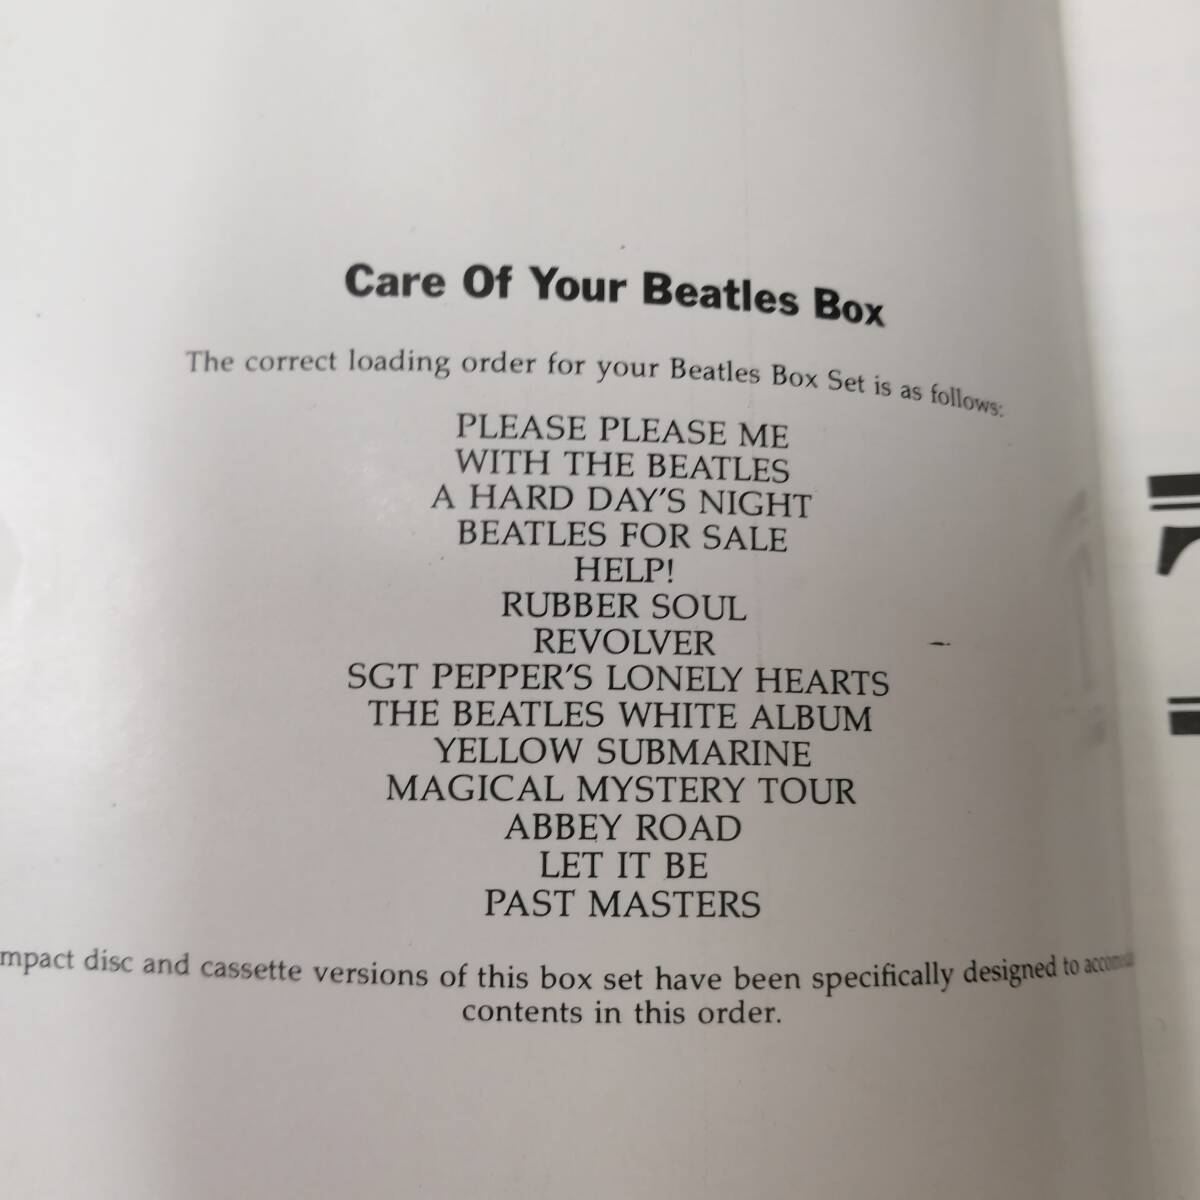 Care Of Your Beatles Box
The correct loading order for your Beatles Box Set is as follows:
PLEASE PLEASE ME
WITH THE BEATLES
A HARD DAY'S NIGHT
BEATLES FOR SALE
HELP!
RUBBER SOUL
REVOLVER
SGT PEPPER'S LONELY HEARTS
THE BEATLES WHITE ALBUM
YELLOW SUBMARINE
MAGICAL MYSTERY TOUR
ABBEY ROAD
LET IT BE
PAST MASTERS
mpact disc and cassette versions of this box set have been specifically designed to
contents in this order.